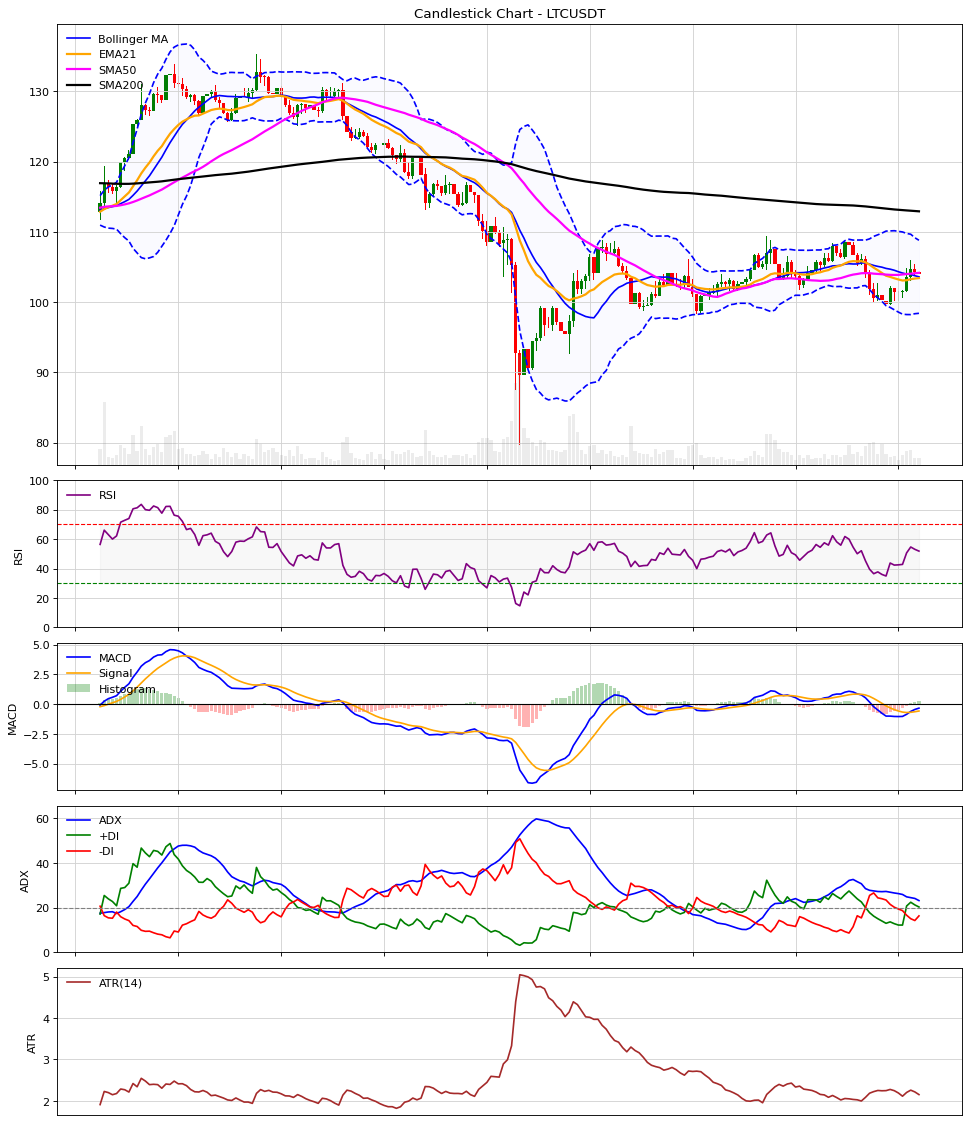 Candlestick Chart - LTCUSDT
Bollinger MA
EMA21
SMA50
SMA200
130
120
110
100
90
80
RSI
RSI
100
80
60
40
20
0
MACD
Signal
Histogram
MACD
5.0
2.5
0.0
−2.5
−5.0
ADX
+DI
-DI
ADX
60
40
20
0
ATR(14)
ATR
5
4
3
2